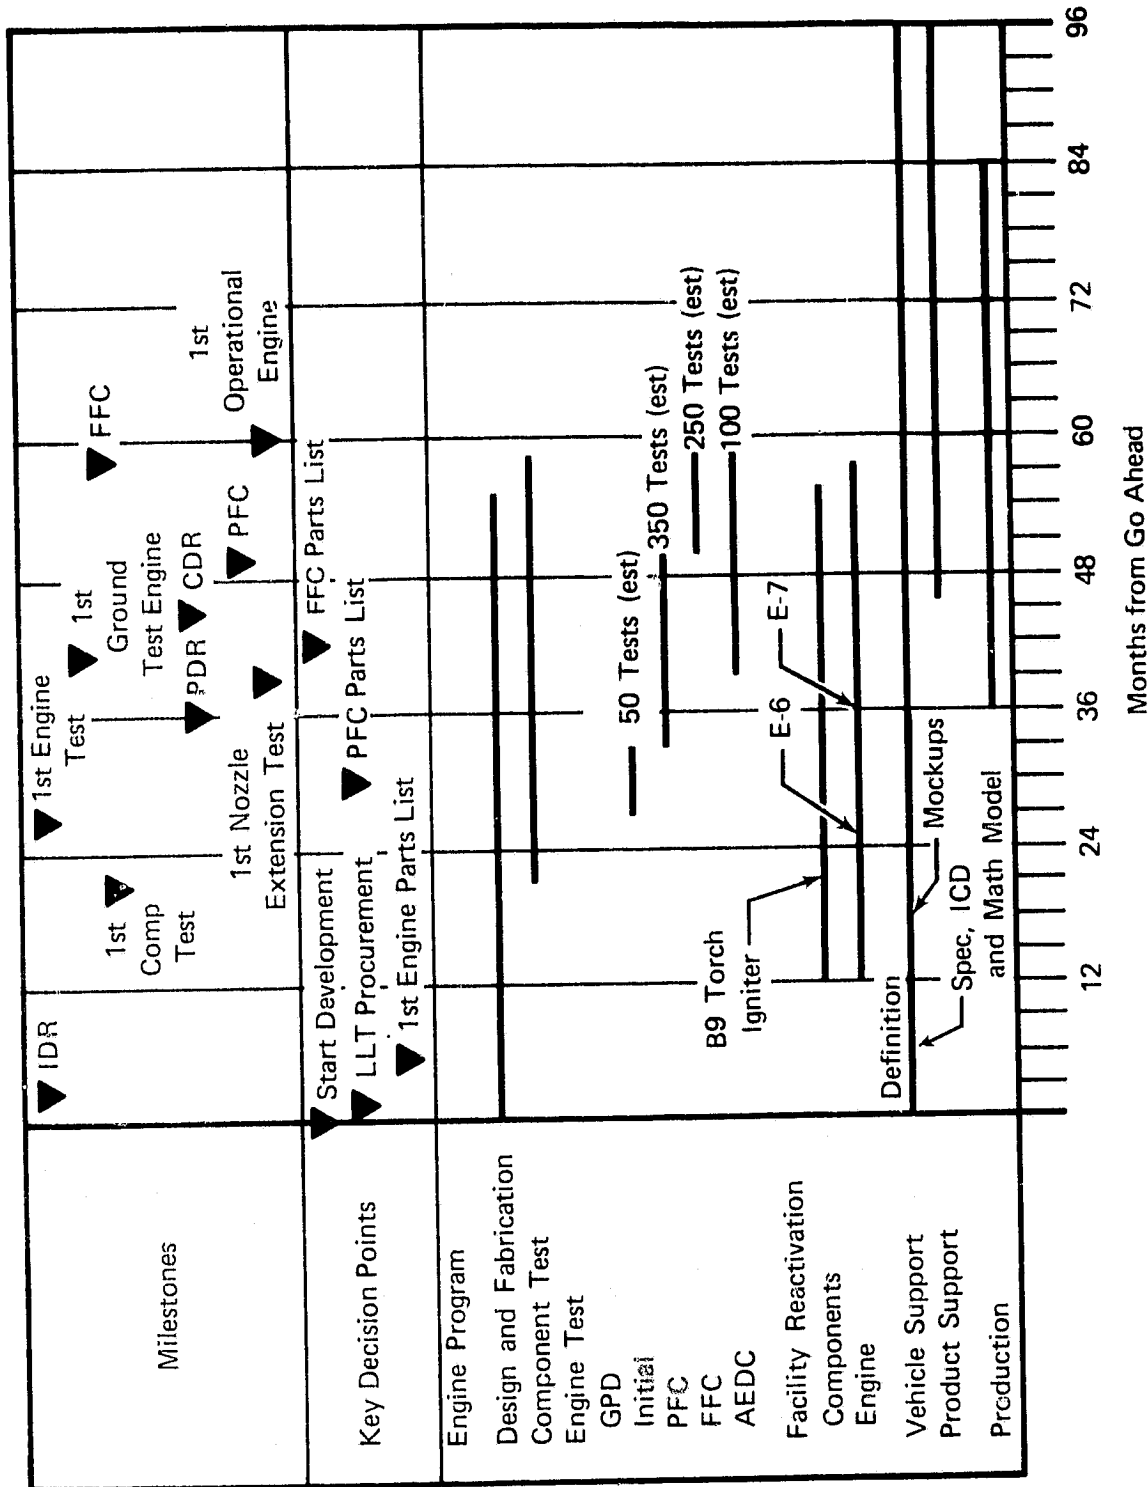 Milestones
IDR
1st
Comp
Test
1st Engine
Test
1st
Ground
Test Engine
PDR
CDR
1st Nozzle
Extension Test
PFC
FFC
1st
Operational
Engine
Key Decision Points
Start Development
LLT Procurement
1st Engine Parts List
PFC Parts List
FFC Parts List
Engine Program
Design and Fabrication
Component Test
Engine Test
GPD
Initial
50 Tests (est)
PFC
350 Tests (est)
FFC
250 Tests (est)
AEDC
100 Tests (est)
Facility Reactivation
Components
B9 Torch
Igniter
Engine
E-6
E-7
Vehicle Support
Definition
Spec, ICD
and Math Model
Mockups
Product Support
Production
12
24
36
48
60
72
84
96
Months from Go Ahead